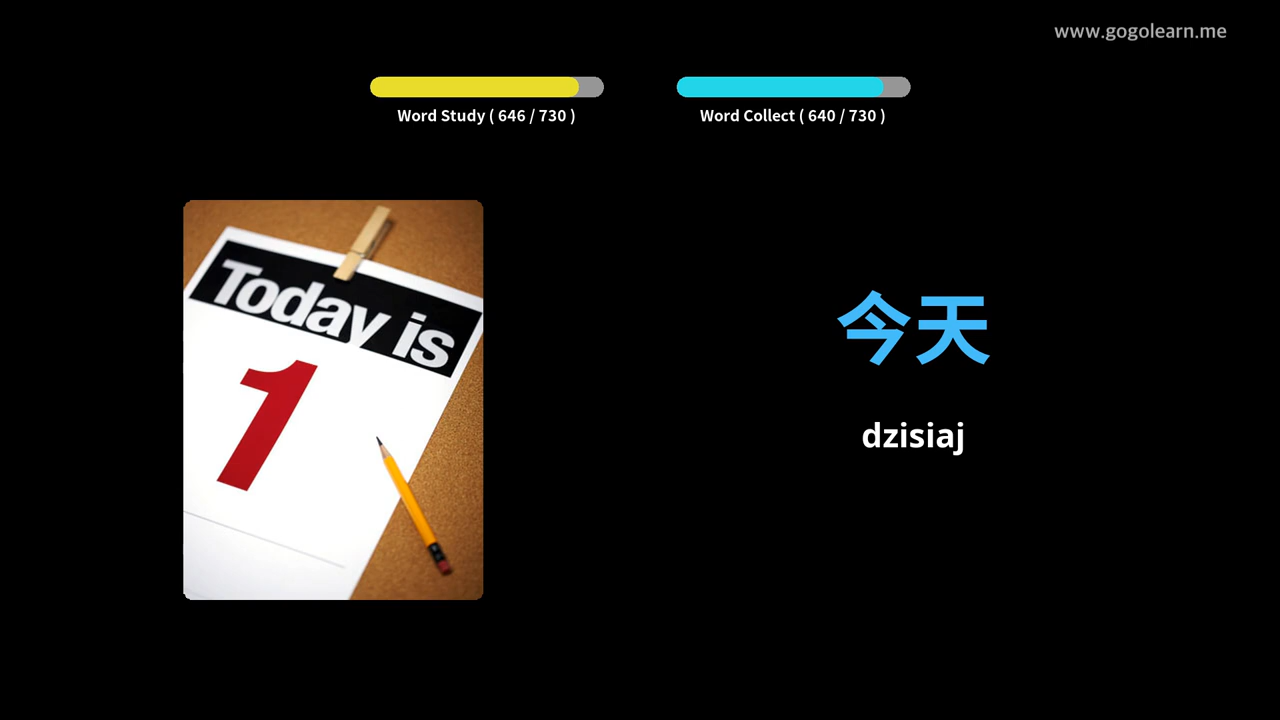 www.gogolearn.me
Word Study ( 646 / 730 )
Word Collect ( 640 / 730 )
Today is
1
今天
dzisiaj